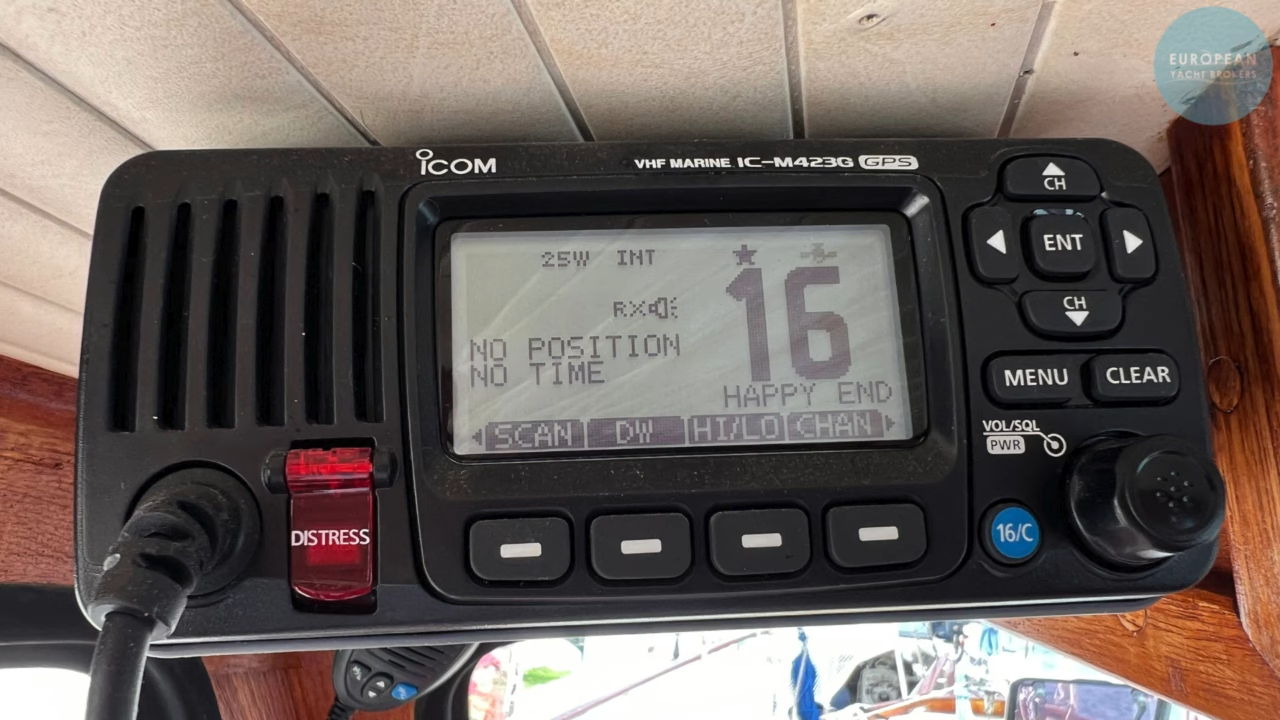 EUROPEAN
YACHT BROKERS
ICOM
VHF MARINE IC-M423G GPS
CH
ENT
CH
MENU
CLEAR
VOL/SQL
PWR
16/C
25W INT
16
RX
NO POSITION
NO TIME
HAPPY END
SCAN DW HI/LO CHAN
DISTRESS